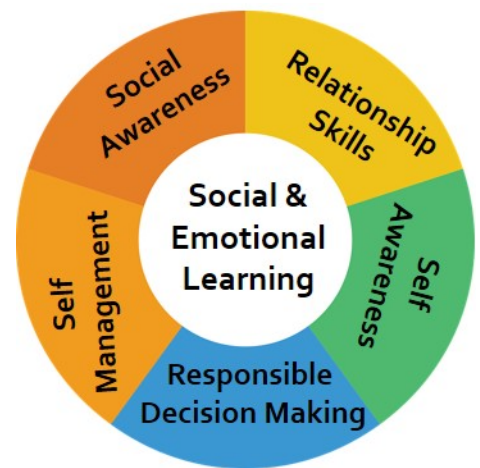 Social
Awareness
Relationship
Skills
Social &
Emotional
Learning
Self
Management
Self
Awareness
Responsible
Decision Making